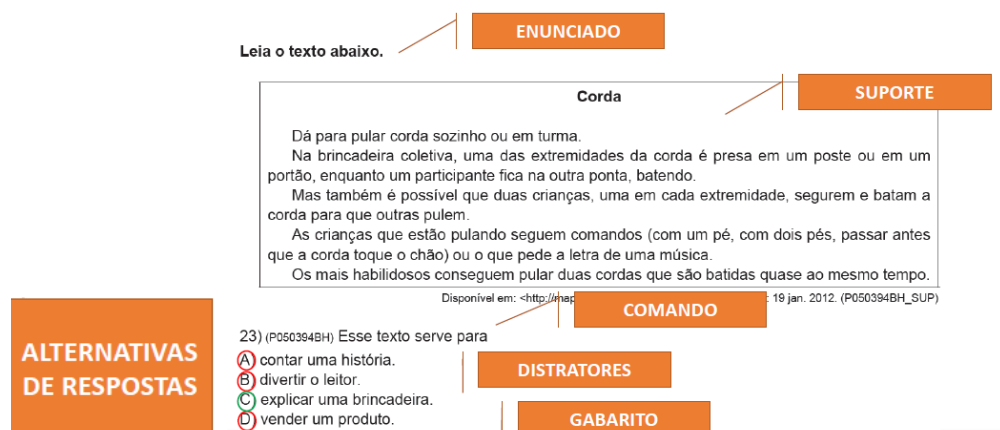 ENUNCIADO
Leia o texto abaixo.
SUPORTE
Corda
Dá para pular corda sozinho ou em turma.
Na brincadeira coletiva, uma das extremidades da corda é presa em um poste ou em um
portão, enquanto um participante fica na outra ponta, batendo.
Mas também é possível que duas crianças, uma em cada extremidade, segurem e batam a
corda para que outras pulem.
As crianças que estão pulando seguem comandos (com um pé, com dois pés, passar antes
que a corda toque o chão) ou o que pede a letra de uma música.
Os mais habilidosos conseguem pular duas cordas que são batidas quase ao mesmo tempo.
Disponível em: <http://map 19 jan. 2012. (P050394BH_SUP)
COMANDO
23) (P050394BH) Esse texto serve para
ALTERNATIVAS
DE RESPOSTAS
A) contar uma história.
B) divertir o leitor.
C) explicar uma brincadeira.
D) vender um produto.
DISTRATORES
GABARITO